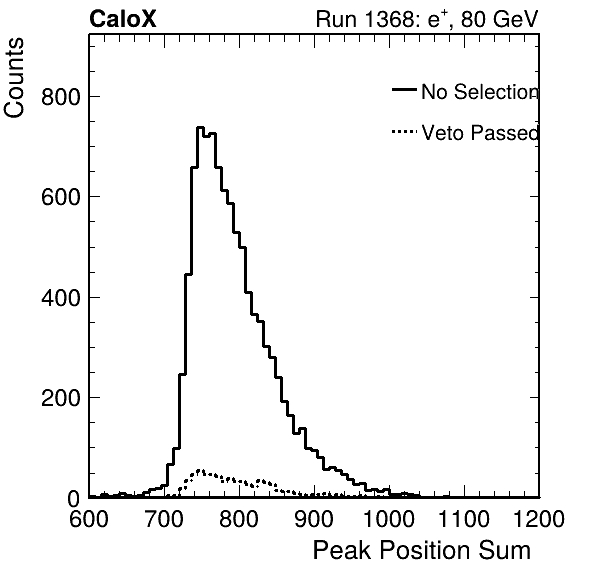 CaloX Run 1368: e⁺, 80 GeV
Counts
No Selection
Veto Passed
800
600
400
200
0
600 700 800 900 1000 1100 1200
Peak Position Sum